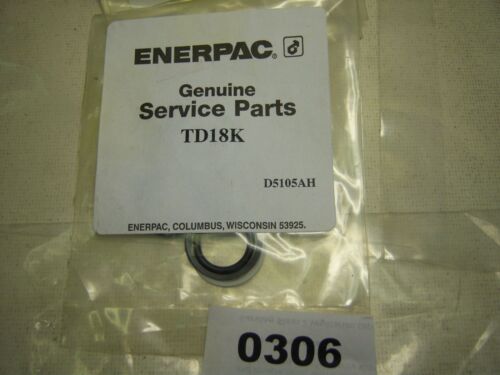 ENERPAC®
Genuine
Service Parts
TD18K
D5105AH
ENERPAC, COLUMBUS, WISCONSIN 53925.
0306